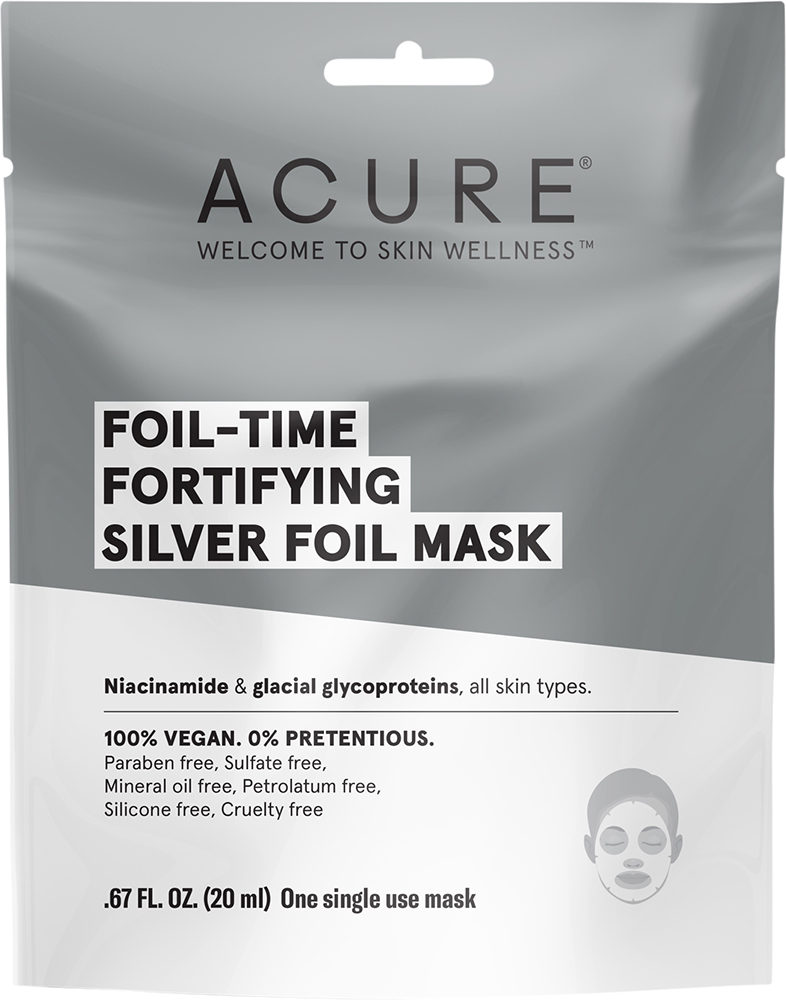 ACURE®
WELCOME TO SKIN WELLNESS™
FOIL-TIME
FORTIFYING
SILVER FOIL MASK
Niacinamide & glacial glycoproteins, all skin types.
100% VEGAN. 0% PRETENTIOUS.
Paraben free, Sulfate free,
Mineral oil free, Petrolatum free,
Silicone free, Cruelty free
.67 FL. OZ. (20 ml) One single use mask